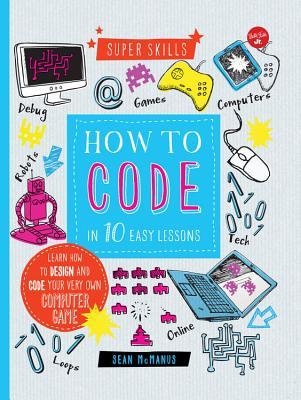 SUPER SKILLS
Debug
@
Games
Computers
HOW TO
CODE
IN 10 EASY LESSONS
Robots
Tech
LEARN HOW
TO DESIGN AND
CODE YOUR VERY OWN
COMPUTER
GAME
Online
Loops
SEAN McMANUS